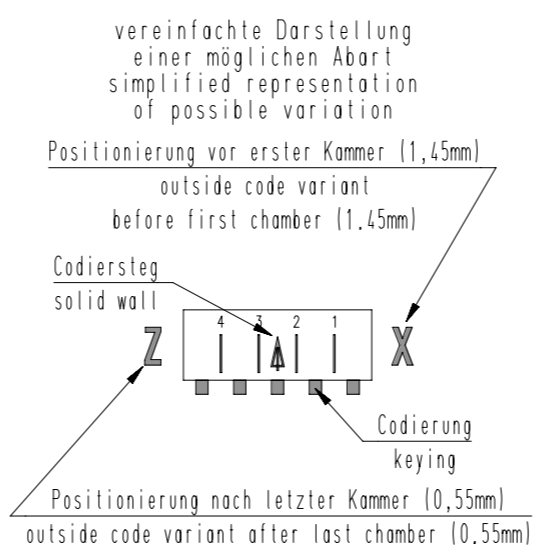 vereinfachte Darstellung
einer möglichen Abart
simplified representation
of possible variation
Positionierung vor erster Kammer (1,45mm)
outside code variant
before first chamber (1,45mm)
Codiersteg
solid wall
4 3 2 1
Z X
Codierung
keying
Positionierung nach letzter Kammer (0,55mm)
outside code variant after last chamber (0,55mm)